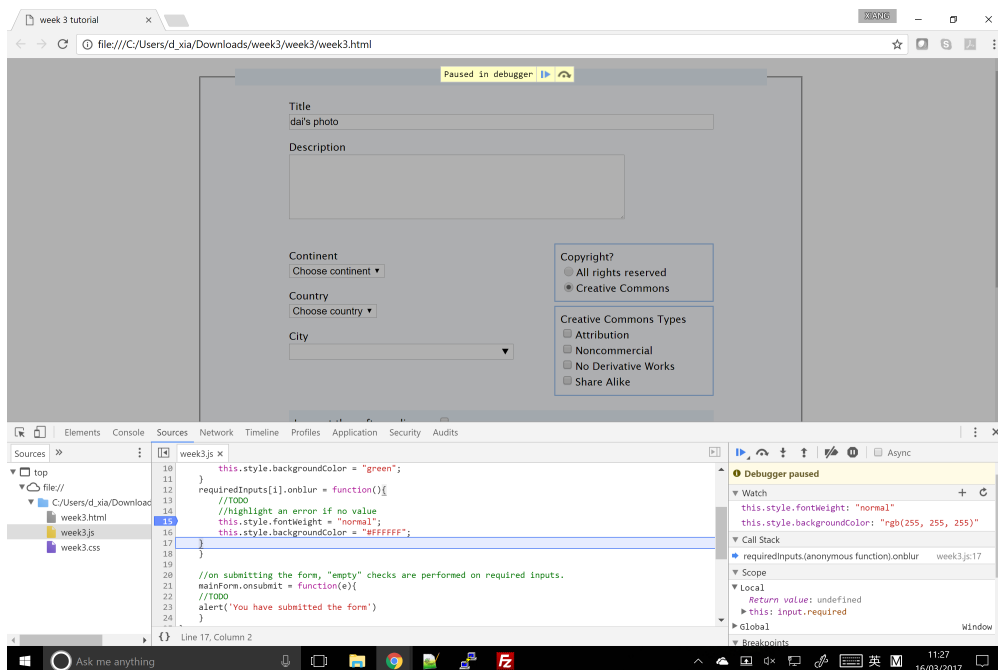 week 3 tutorial
XIANG
file:///C:/Users/d_xia/Downloads/week3/week3/week3.html
Paused in debugger
Title
dai's photo
Description
Continent
Choose continent
Country
Choose country
City
Copyright?
All rights reserved
Creative Commons
Creative Commons Types
Attribution
Noncommercial
No Derivative Works
Share Alike
Elements Console Sources Network Timeline Profiles Application Security Audits
Sources
top
file://
C:/Users/d_xia/Download
week3.html
week3.js
week3.css
week3.js
10 this.style.backgroundColor = "green";
11 }
12 requiredInputs[i].onblur = function(){
13 //TODO
14 //highlight an error if no value
15 this.style.fontWeight = "normal";
16 this.style.backgroundColor = "#FFFFFF";
17 }
18 }
19
20 //on submitting the form, "empty" checks are performed on required inputs.
21 mainForm.onsubmit = function(e){
22 //TODO
23 alert('You have submitted the form')
24 }
{} Line 17, Column 2
Async
Debugger paused
Watch
this.style.fontWeight: "normal"
this.style.backgroundColor: "rgb(255, 255, 255)"
Call Stack
requiredInputs.(anonymous function).onblur week3.js:17
Scope
Local
Return value: undefined
this: input.required
Global Window
Breakpoints
Ask me anything
英
11:27
16/03/2017